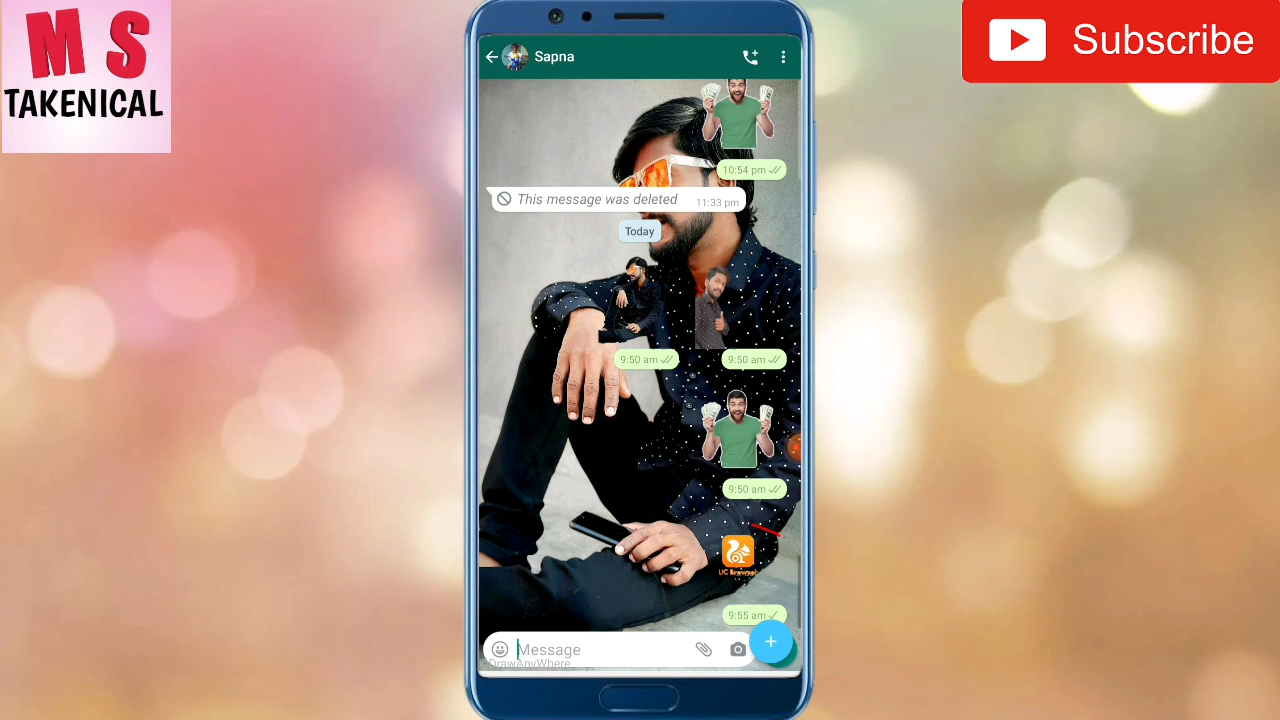 M S
TAKENICAL
Subscribe
Sapna
10:54 pm
This message was deleted
11:33 pm
Today
9:50 am
9:50 am
9:50 am
UC Browser
9:55 am
Message
©DrawAnyWhere